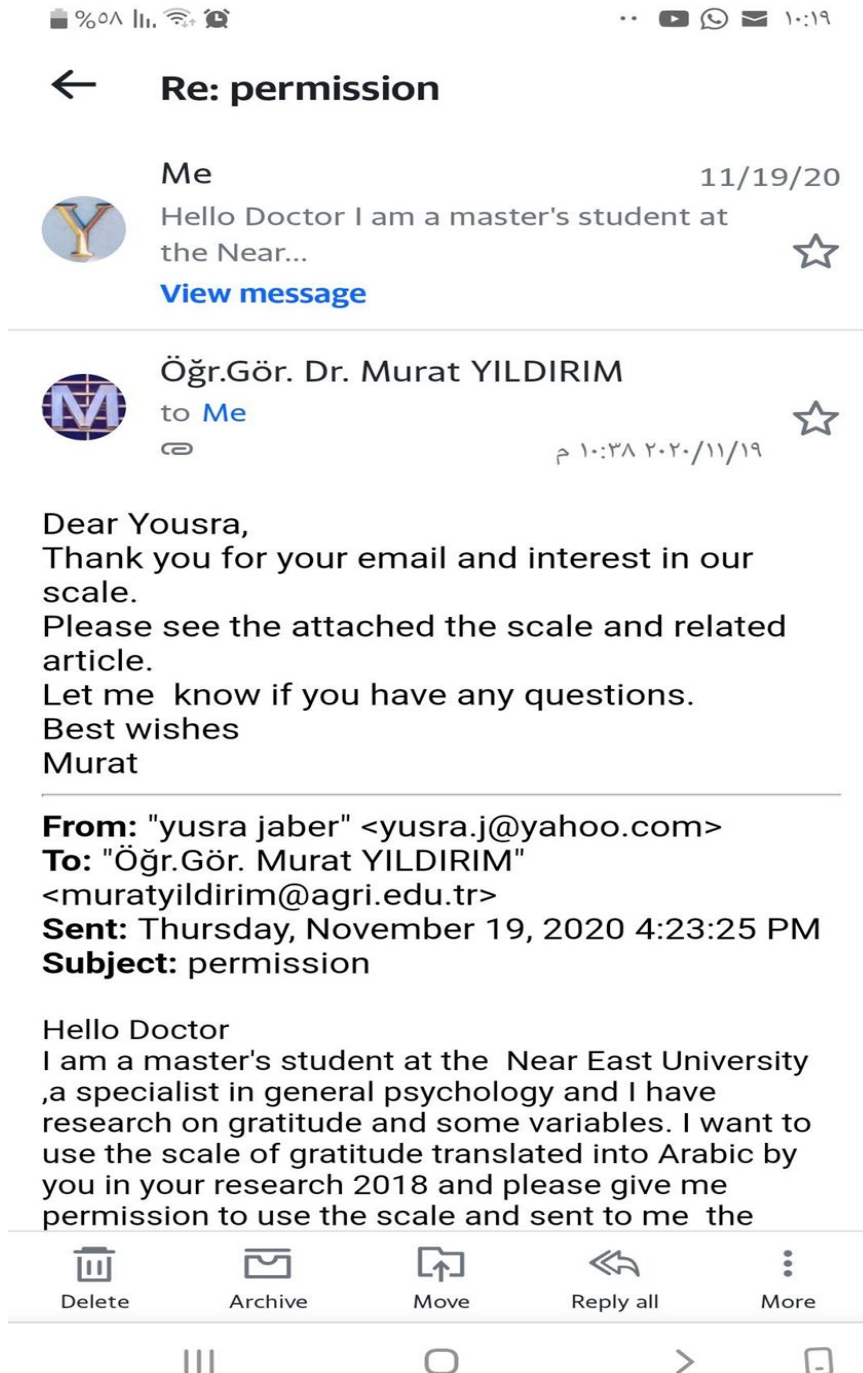 %٥٨ ١٠:١٩
Re: permission
Me 11/19/20
Hello Doctor I am a master's student at
the Near...
View message
Öğr.Gör. Dr. Murat YILDIRIM
to Me
٢٠٢٠/١١/١٩ ١٠:٣٨ م
Dear Yousra,
Thank you for your email and interest in our
scale.
Please see the attached the scale and related
article.
Let me  know if you have any questions.
Best wishes
Murat
From: "yusra jaber" <yusra.j@yahoo.com>
To: "Öğr.Gör. Murat YILDIRIM"
<muratyildirim@agri.edu.tr>
Sent: Thursday, November 19, 2020 4:23:25 PM
Subject: permission
Hello Doctor
I am a master's student at the  Near East University
,a specialist in general psychology and I have
research on gratitude and some variables. I want to
use the scale of gratitude translated into Arabic by
you in your research 2018 and please give me
permission to use the scale and sent to me  the
Delete Archive Move Reply all More